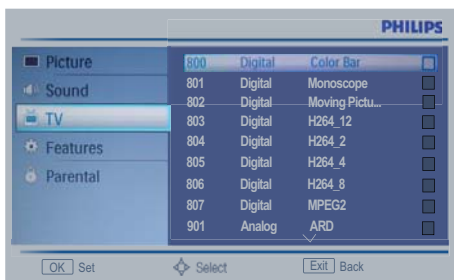 PHILIPS
Picture
Sound
TV
Features
Parental
800 Digital Color Bar
801 Digital Monoscope
802 Digital Moving Pictu...
803 Digital H264_12
804 Digital H264_2
805 Digital H264_4
806 Digital H264_8
807 Digital MPEG2
901 Analog ARD
OK Set Select Exit Back